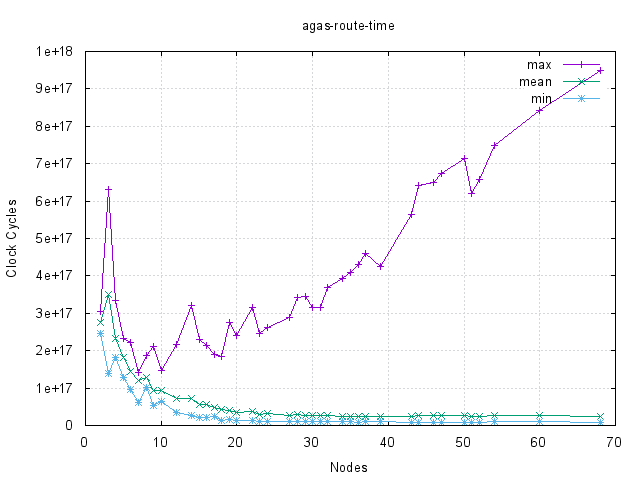 agas-route-time
1e+18
9e+17
8e+17
7e+17
6e+17
5e+17
4e+17
3e+17
2e+17
1e+17
0
Clock Cycles
max
mean
min
0 10 20 30 40 50 60 70
Nodes